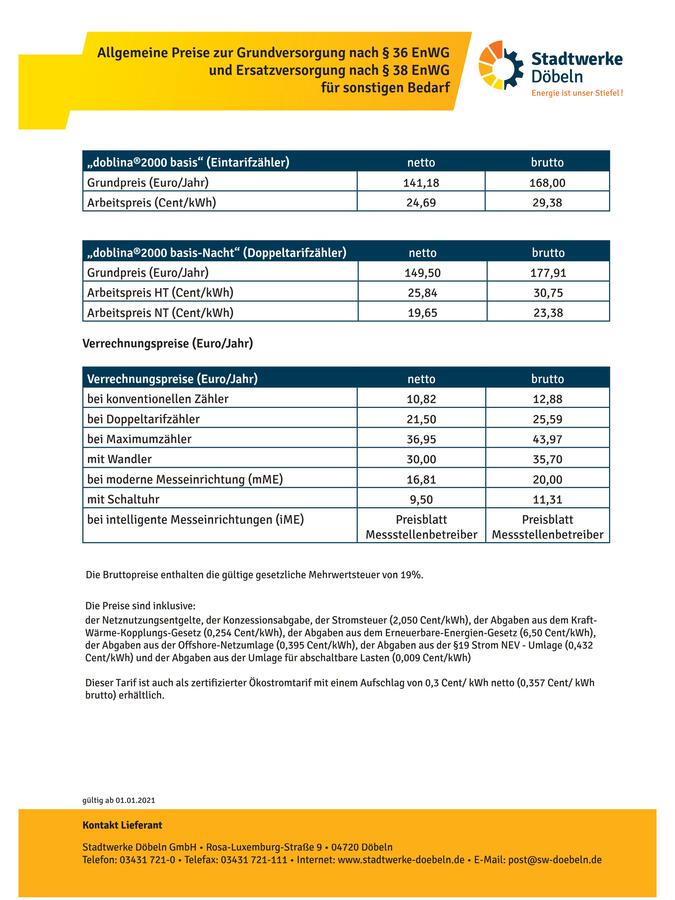 Allgemeine Preise zur Grundversorgung nach § 36 EnWG
und Ersatzversorgung nach § 38 EnWG
für sonstigen Bedarf
Stadtwerke
Döbeln
Energie ist unser Stiefel!
„doblina®2000 basis“ (Eintarifzähler) netto brutto
Grundpreis (Euro/Jahr) 141,18 168,00
Arbeitspreis (Cent/kWh) 24,69 29,38
„doblina®2000 basis-Nacht“ (Doppeltarifzähler) netto brutto
Grundpreis (Euro/Jahr) 149,50 177,91
Arbeitspreis HT (Cent/kWh) 25,84 30,75
Arbeitspreis NT (Cent/kWh) 19,65 23,38
Verrechnungspreise (Euro/Jahr)
Verrechnungspreise (Euro/Jahr) netto brutto
bei konventionellen Zähler 10,82 12,88
bei Doppeltarifzähler 21,50 25,59
bei Maximumzähler 36,95 43,97
mit Wandler 30,00 35,70
bei moderne Messeinrichtung (mME) 16,81 20,00
mit Schaltuhr 9,50 11,31
bei intelligente Messeinrichtungen (iME) Preisblatt Preisblatt
Messstellenbetreiber Messstellenbetreiber
Die Bruttopreise enthalten die gültige gesetzliche Mehrwertsteuer von 19%.
Die Preise sind inklusive:
der Netznutzungsentgelte, der Konzessionsabgabe, der Stromsteuer (2,050 Cent/kWh), der Abgaben aus dem Kraft-
Wärme-Kopplungs-Gesetz (0,254 Cent/kWh), der Abgaben aus dem Erneuerbare-Energien-Gesetz (6,50 Cent/kWh),
der Abgaben aus der Offshore-Netzumlage (0,395 Cent/kWh), der Abgaben aus der §19 Strom NEV - Umlage (0,432
Cent/kWh) und der Abgaben aus der Umlage für abschaltbare Lasten (0,009 Cent/kWh)
Dieser Tarif ist auch als zertifizierter Ökostromtarif mit einem Aufschlag von 0,3 Cent/ kWh netto (0,357 Cent/ kWh
brutto) erhältlich.
gültig ab 01.01.2021
Kontakt Lieferant
Stadtwerke Döbeln GmbH • Rosa-Luxemburg-Straße 9 • 04720 Döbeln
Telefon: 03431 721-0 • Telefax: 03431 721-111 • Internet: www.stadtwerke-doebeln.de • E-Mail: post@sw-doebeln.de